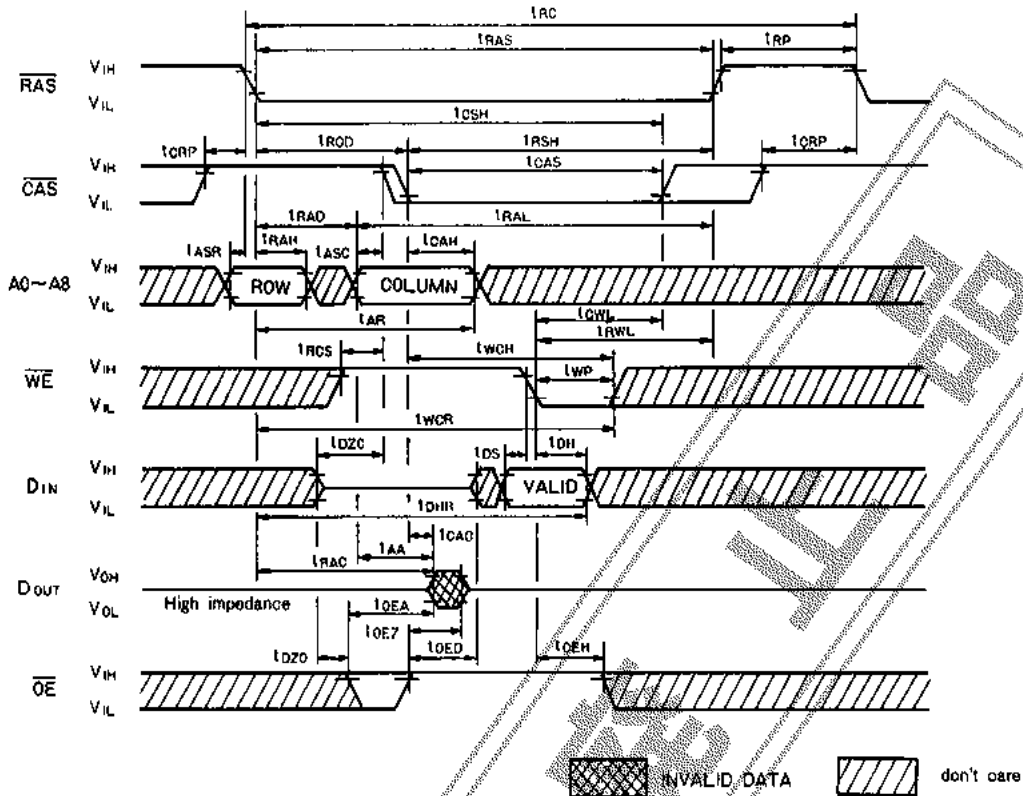 tRC
tRAS
tRP
RAS
VIH
VIL
tCSH
tCRP
tRCD
tRSH
tCRP
CAS
VIH
VIL
tCAS
tRAD
tRAL
tASR
tRAH
tASC
tCAH
A0~A8
VIH
VIL
ROW
COLUMN
tAR
tCWL
tRWL
tRCS
tWCH
WE
VIH
VIL
tWP
tWCR
tDZC
tDS
tDH
DIN
VIH
VIL
VALID
tDHR
tCAC
tAA
tRAC
DOUT
VOH
VOL
High impedance
tOEA
tOEZ
tDZO
tOED
tOEH
OE
VIH
VIL
INVALID DATA
don't care